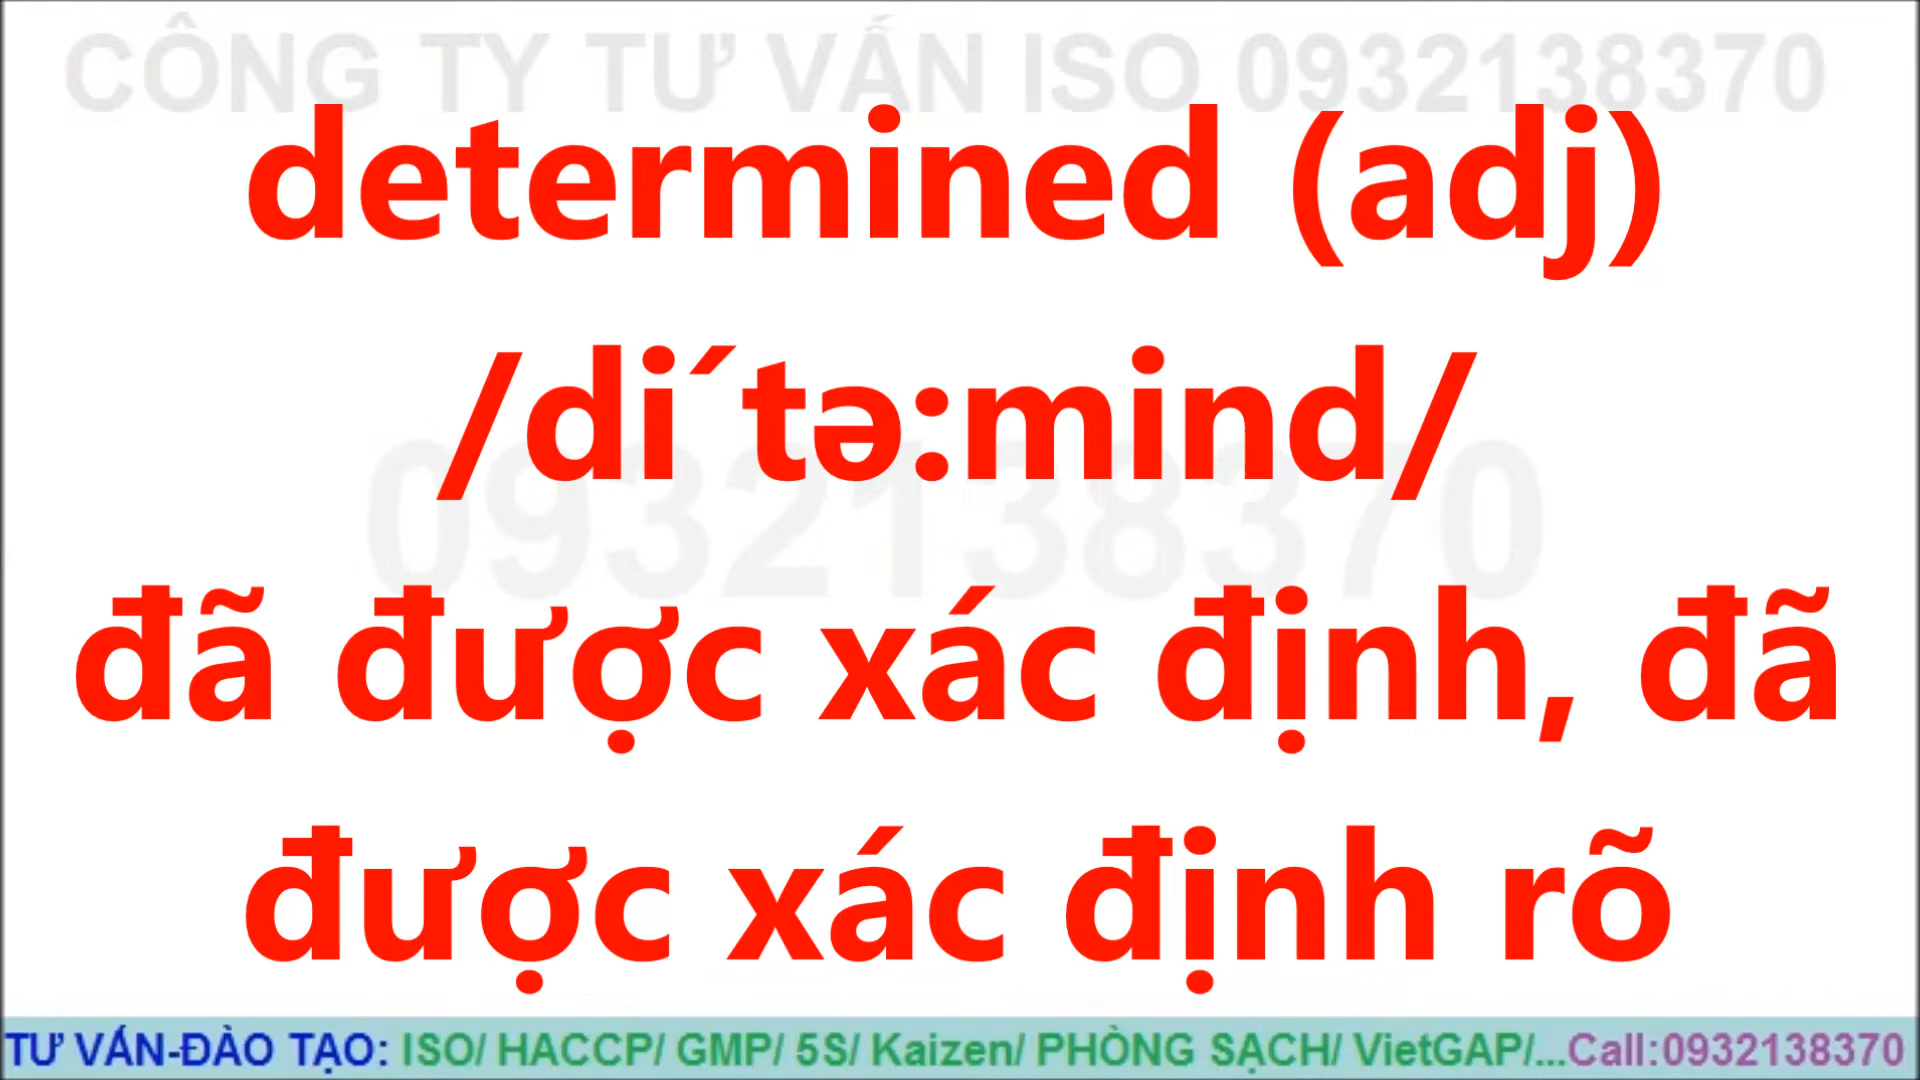 CÔNG TY TƯ VẤN ISO 0932138370
determined (adj)
/di´tə:mind/
0932138370
đã được xác định, đã
được xác định rõ
TƯ VẤN-ĐÀO TẠO: ISO/ HACCP/ GMP/ 5S/ Kaizen/ PHÒNG SẠCH/ VietGAP/...Call:0932138370